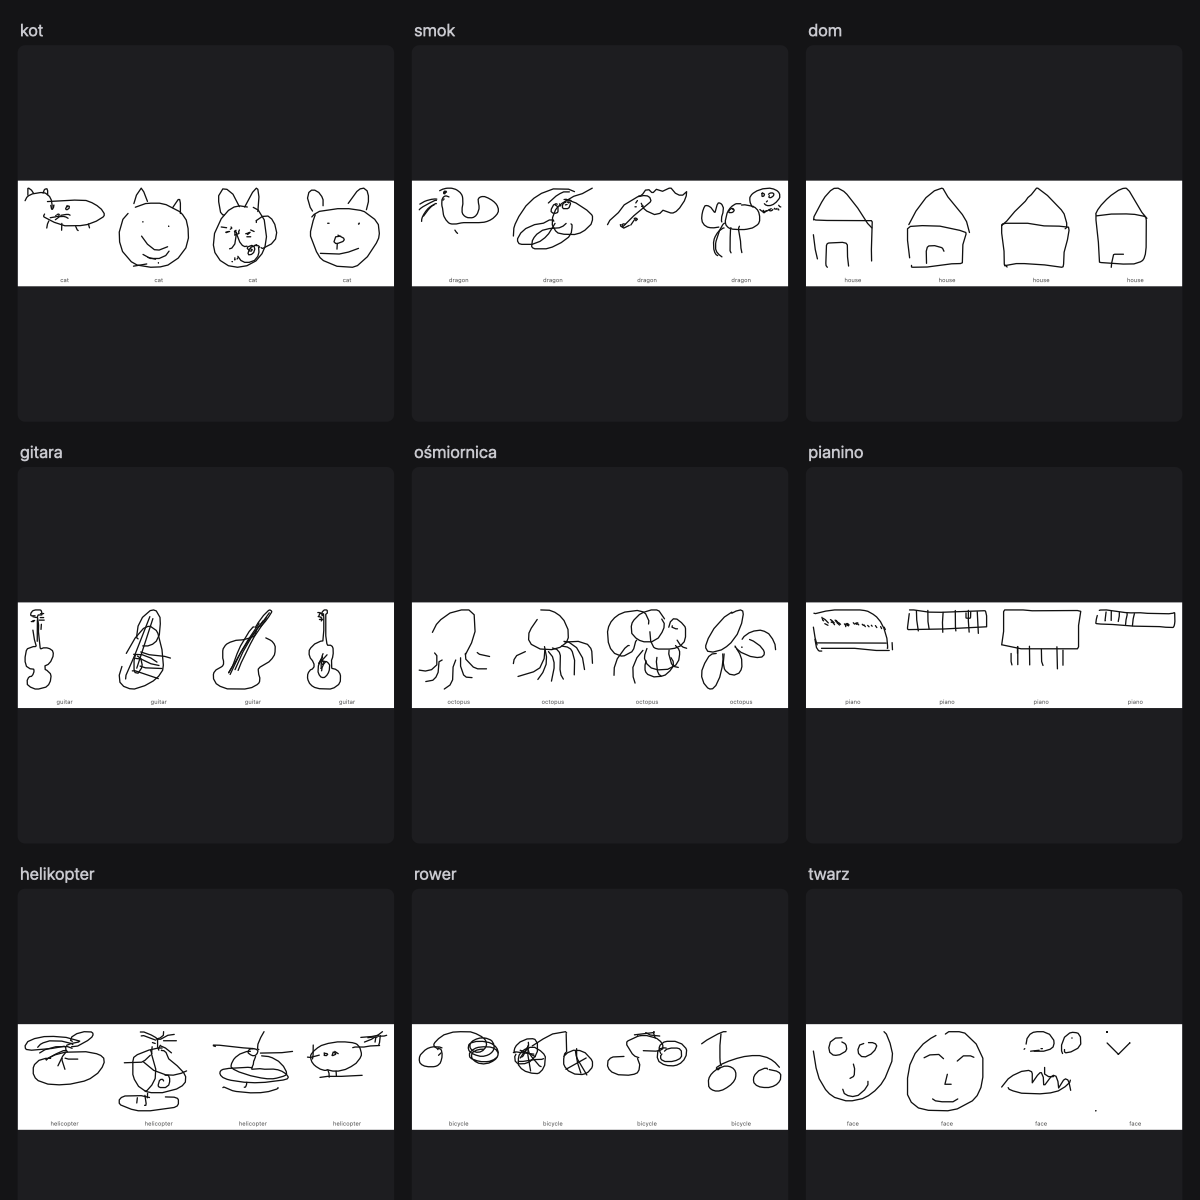 kot smok dom
cat cat cat cat dragon dragon dragon dragon house house house house
gitara ośmiornica pianino
guitar guitar guitar guitar octopus octopus octopus octopus piano piano piano piano
helikopter rower twarz
helicopter helicopter helicopter helicopter bicycle bicycle bicycle bicycle face face face face